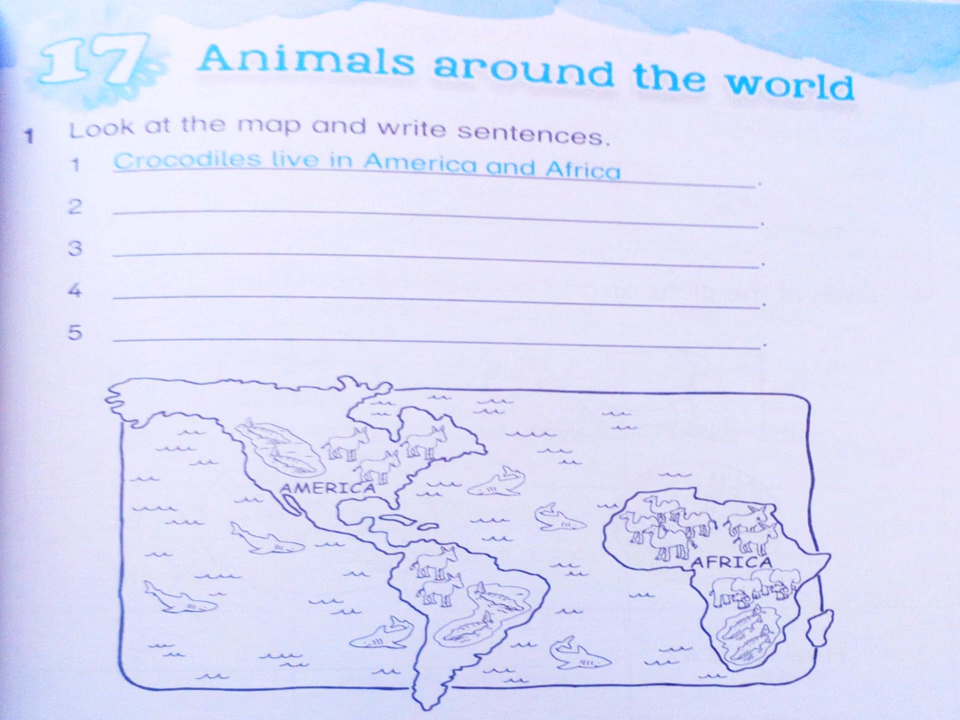 17 Animals around the world
1 Look at the map and write sentences.
1 Crocodiles live in America and Africa.
2 .
3 .
4 .
5 .
AMERICA
AFRICA